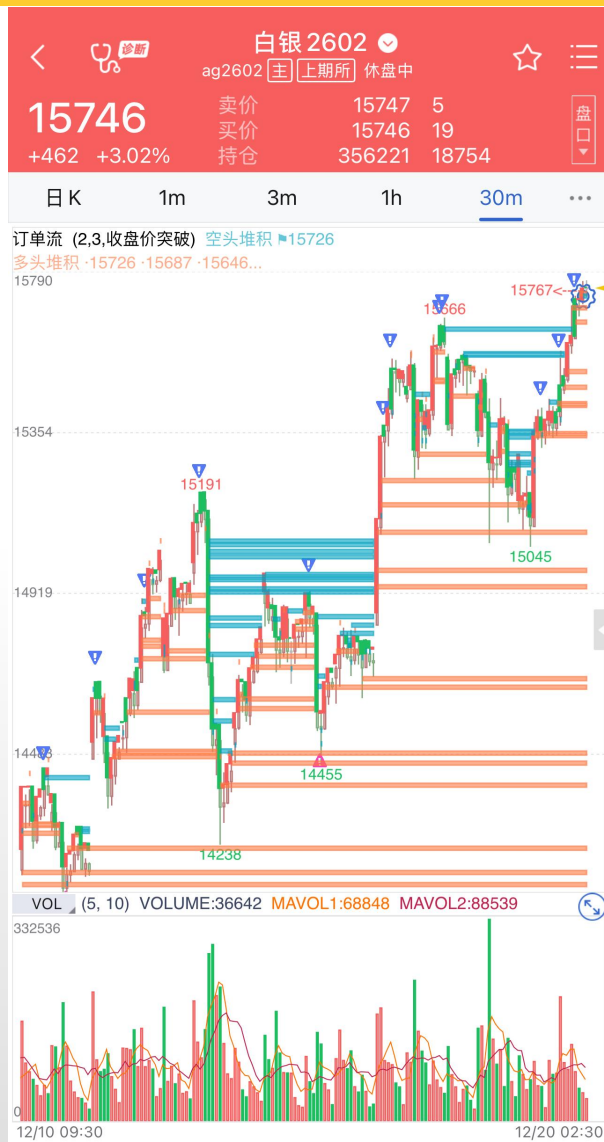 诊断
白银2602
ag2602 主 上期所 休盘中
15746
+462 +3.02%
卖价 15747 5
买价 15746 19
持仓 356221 18754
盘口
日K 1m 3m 1h 30m
订单流 (2,3,收盘价突破) 空头堆积 15726
多头堆积 ·15726 ·15687 ·15646...
15790
15767<--
15666
15354
15191
15045
14919
14455
14238
VOL (5, 10) VOLUME:36642 MAVOL1:68848 MAVOL2:88539
332536
0
12/10 09:30 12/20 02:30